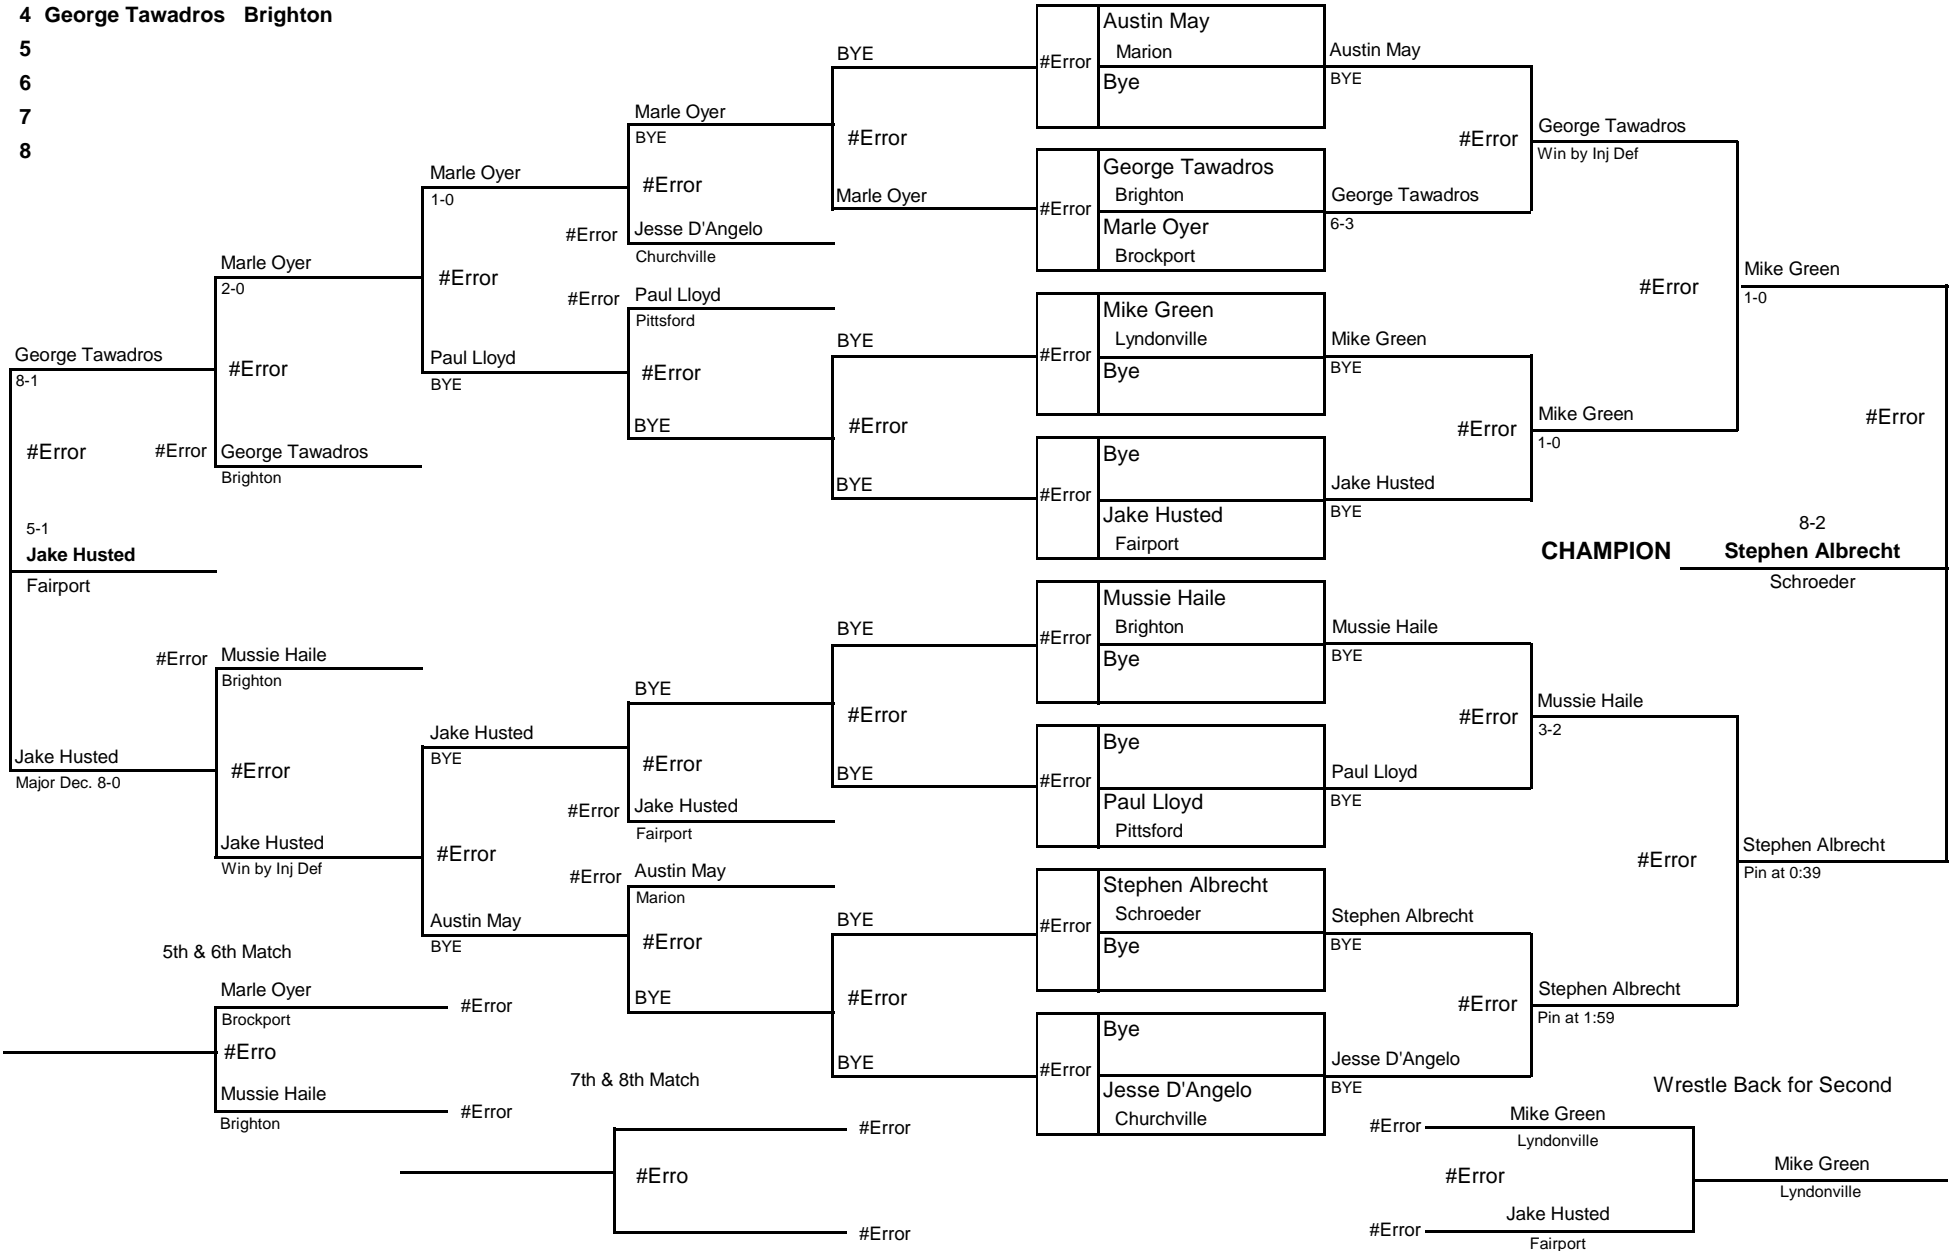 4 George Tawadros Brighton
5
6
7
8
George Tawadros
8-1
#Error
5-1
Jake Husted
Fairport
Jake Husted
Major Dec. 8-0
Marle Oyer
2-0
#Error
#Error George Tawadros
Brighton
#Error Mussie Haile
Brighton
#Error
Jake Husted
Win by Inj Def
5th & 6th Match
Marle Oyer
#Error
Brockport
#Erro
Mussie Haile
#Error
Brighton
Marle Oyer
1-0
#Error
Paul Lloyd
BYE
Jake Husted
BYE
#Error
Austin May
BYE
Marle Oyer
BYE
#Error
#Error Jesse D'Angelo
Churchville
#Error Paul Lloyd
Pittsford
#Error
BYE
BYE
#Error
#Error Jake Husted
Fairport
#Error Austin May
Marion
#Error
BYE
7th & 8th Match
#Error
#Erro
#Error
BYE
#Error
Marle Oyer
BYE
#Error
BYE
BYE
#Error
BYE
BYE
#Error
BYE
Austin May
#Error Marion
Bye
George Tawadros
Brighton
#Error
Marle Oyer
Brockport
Mike Green
Lyndonville
#Error
Bye
Bye
#Error
Jake Husted
Fairport
Mussie Haile
Brighton
#Error
Bye
Bye
#Error
Paul Lloyd
Pittsford
Stephen Albrecht
Schroeder
#Error
Bye
Bye
#Error
Jesse D'Angelo
Churchville
Austin May
BYE
#Error
George Tawadros
6-3
Mike Green
BYE
#Error
Jake Husted
BYE
Mussie Haile
BYE
#Error
Paul Lloyd
BYE
Stephen Albrecht
BYE
#Error
Jesse D'Angelo
BYE
George Tawadros
Win by Inj Def
#Error
Mike Green
1-0
Mussie Haile
3-2
#Error
Stephen Albrecht
Pin at 1:59
Mike Green
1-0
#Error
8-2
CHAMPION Stephen Albrecht
Schroeder
Stephen Albrecht
Pin at 0:39
Wrestle Back for Second
#Error Mike Green
Lyndonville
#Error
Mike Green
Lyndonville
#Error Jake Husted
Fairport